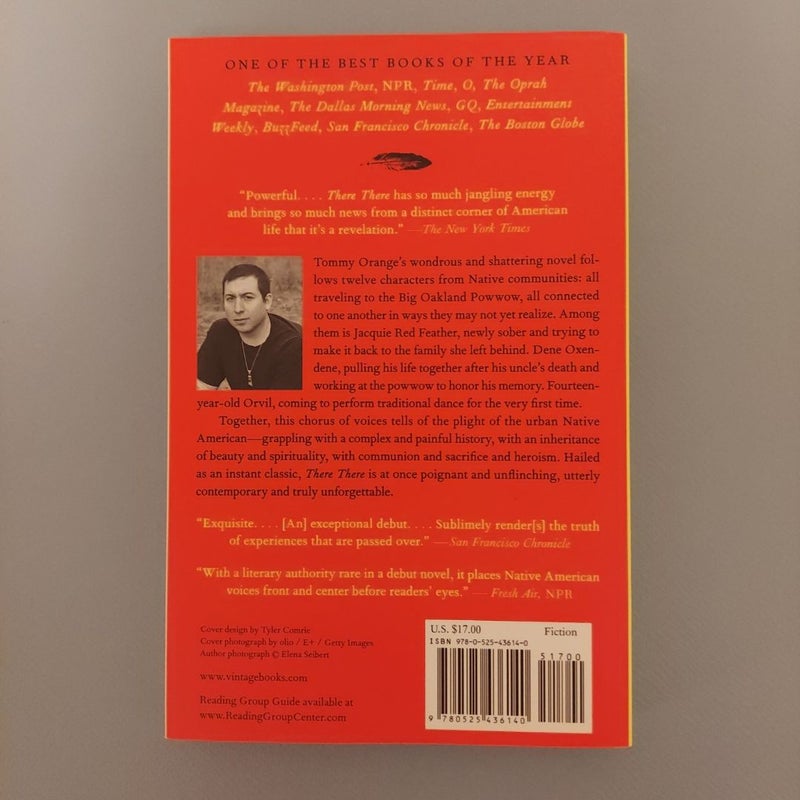 ONE OF THE BEST BOOKS OF THE YEAR
The Washington Post, NPR, Time, O, The Oprah
Magazine, The Dallas Morning News, GQ, Entertainment
Weekly, BuzzFeed, San Francisco Chronicle, The Boston Globe
“Powerful. . . . There There has so much jangling energy
and brings so much news from a distinct corner of American
life that it’s a revelation.” —The New York Times
Tommy Orange’s wondrous and shattering novel fol-
lows twelve characters from Native communities: all
traveling to the Big Oakland Powwow, all connected
to one another in ways they may not yet realize. Among
them is Jacquie Red Feather, newly sober and trying to
make it back to the family she left behind. Dene Oxen-
dene, pulling his life together after his uncle’s death and
working at the powwow to honor his memory. Fourteen-
year-old Orvil, coming to perform traditional dance for the very first time.
Together, this chorus of voices tells of the plight of the urban Native
American—grappling with a complex and painful history, with an inheritance
of beauty and spirituality, with communion and sacrifice and heroism. Hailed
as an instant classic, There There is at once poignant and unflinching, utterly
contemporary and truly unforgettable.
“Exquisite. . . . [An] exceptional debut. . . . Sublimely render[s] the truth
of experiences that are passed over.” —San Francisco Chronicle
“With a literary authority rare in a debut novel, it places Native American
voices front and center before readers’ eyes.” —Fresh Air, NPR
Cover design by Tyler Comrie
Cover photograph by olio / E+ / Getty Images
Author photograph © Elena Seibert
www.vintagebooks.com
Reading Group Guide available at
www.ReadingGroupCenter.com
U.S. $17.00 Fiction
ISBN 978-0-525-43614-0
51700
9 780525 436140